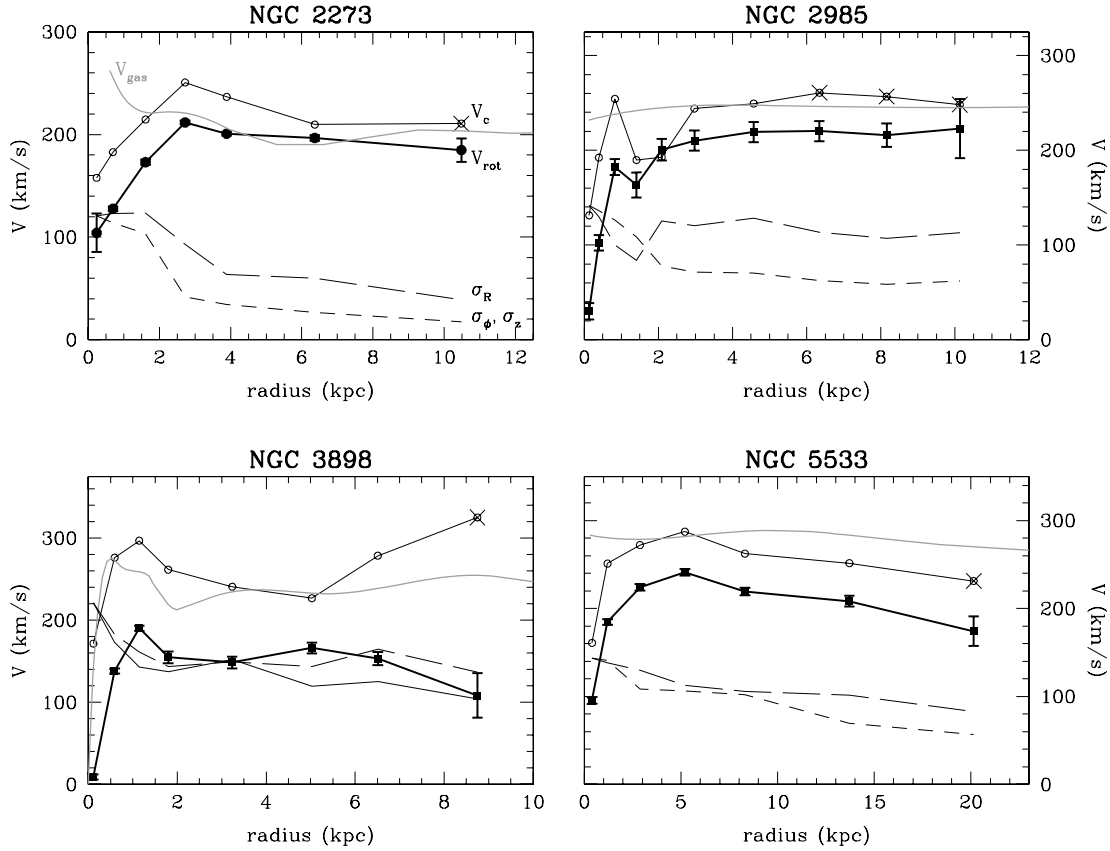 NGC 2273
NGC 2985
300
200
100
0
V (km/s)
V_gas
V_c
V_rot
σ_R
σ_ϕ, σ_z
0 2 4 6 8 10 12
radius (kpc)
300
200
100
0
V (km/s)
0 2 4 6 8 10 12
radius (kpc)
NGC 3898
NGC 5533
300
200
100
0
V (km/s)
0 2 4 6 8 10
radius (kpc)
300
200
100
0
V (km/s)
0 5 10 15 20
radius (kpc)